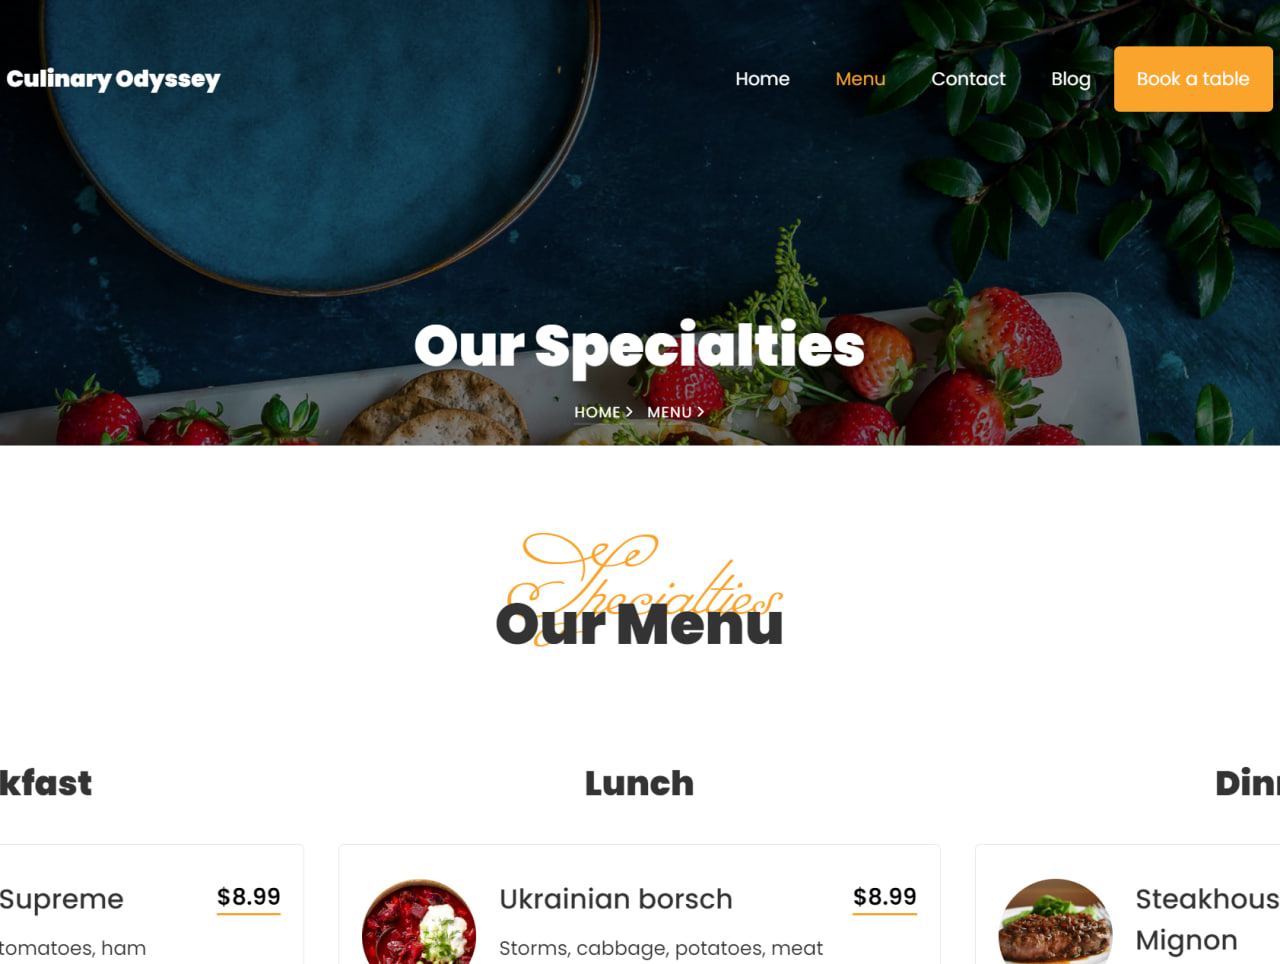 Culinary Odyssey
Home Menu Contact Blog Book a table
Our Specialties
HOME > MENU >
Specialties
Our Menu
kfast
Lunch
Din
Supreme $8.99
tomatoes, ham
Ukrainian borsch $8.99
Storms, cabbage, potatoes, meat
Steakhous
Mignon